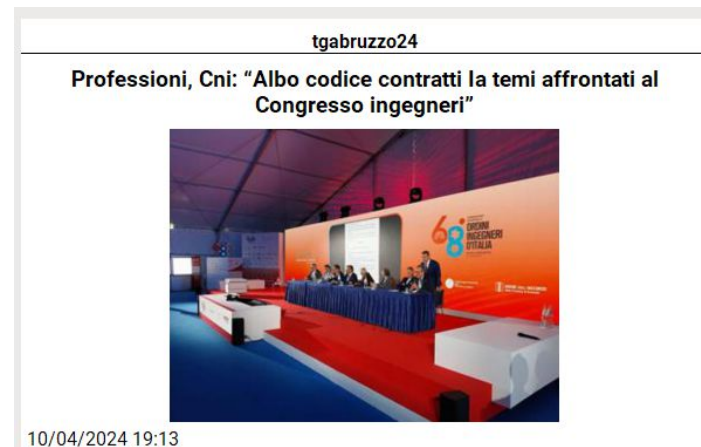 tgabruzzo24
Professioni, Cni: “Albo codice contratti Ia temi affrontati al
Congresso ingegneri”
68°
ORDINI
INGEGNERI
D'ITALIA
10/04/2024 19:13